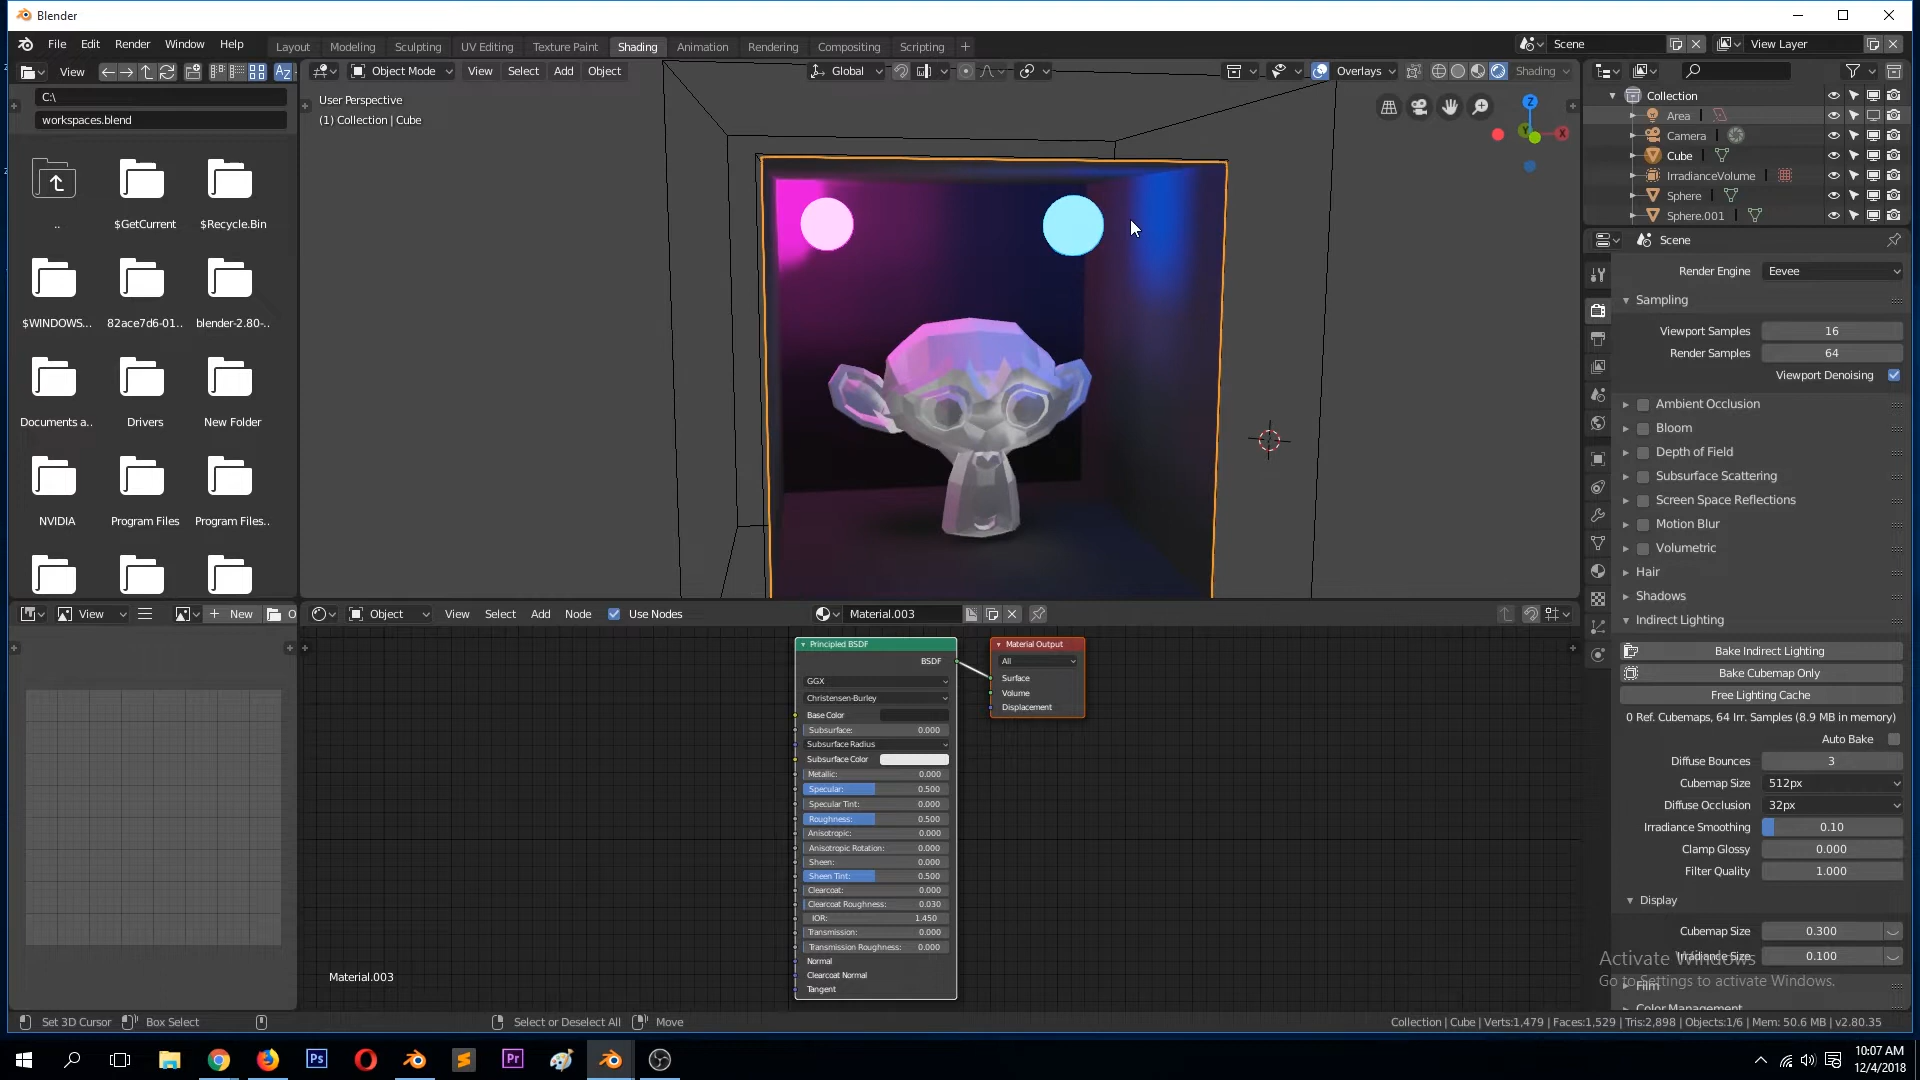 Blender
File Edit Render Window Help
Layout Modeling Sculpting UV Editing Texture Paint Shading Animation Rendering Compositing Scripting +
Scene
View Layer
View
Object Mode View Select Add Object
Global
Overlays
Shading
C:\
workspaces.blend
User Perspective
(1) Collection | Cube
Z
Y
X
..
$GetCurrent
$Recycle.Bin
$WINDOWS...
82ace7d6-01..
blender-2.80-..
Documents a..
Drivers
New Folder
NVIDIA
Program Files
Program Files..
Collection
Area
Camera
Cube
IrradianceVolume
Sphere
Sphere.001
Scene
Render Engine Eevee
Sampling
Viewport Samples 16
Render Samples 64
Viewport Denoising
Ambient Occlusion
Bloom
Depth of Field
Subsurface Scattering
Screen Space Reflections
Motion Blur
Volumetric
Hair
Shadows
Indirect Lighting
Bake Indirect Lighting
Bake Cubemap Only
Free Lighting Cache
0 Ref. Cubemaps, 64 Irr. Samples (8.9 MB in memory)
Auto Bake
Diffuse Bounces 3
Cubemap Size 512px
Diffuse Occlusion 32px
Irradiance Smoothing 0.10
Clamp Glossy 0.000
Filter Quality 1.000
Display
Cubemap Size 0.300
Irradiance Size 0.100
Film
Color Management
Activate Windows
Go to Settings to activate Windows.
View
+ New
O
Object View Select Add Node Use Nodes
Material.003
Principled BSDF
BSDF
GGX
Christensen-Burley
Base Color
Subsurface: 0.000
Subsurface Radius
Subsurface Color
Metallic: 0.000
Specular: 0.500
Specular Tint: 0.000
Roughness: 0.500
Anisotropic: 0.000
Anisotropic Rotation: 0.000
Sheen: 0.000
Sheen Tint: 0.500
Clearcoat: 0.000
Clearcoat Roughness: 0.030
IOR: 1.450
Transmission: 0.000
Transmission Roughness: 0.000
Normal
Clearcoat Normal
Tangent
Material Output
All
Surface
Volume
Displacement
Material.003
Set 3D Cursor
Box Select
Select or Deselect All
Move
Collection | Cube | Verts:1,479 | Faces:1,529 | Tris:2,898 | Objects:1/6 | Mem: 50.6 MB | v2.80.35
Ps
Pr
10:07 AM
12/4/2018